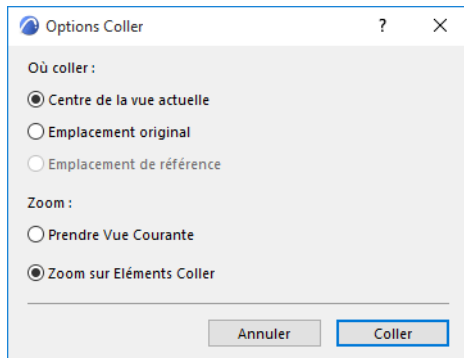 Options Coller
?
Où coller :
Centre de la vue actuelle
Emplacement original
Emplacement de référence
Zoom :
Prendre Vue Courante
Zoom sur Eléments Coller
Annuler
Coller